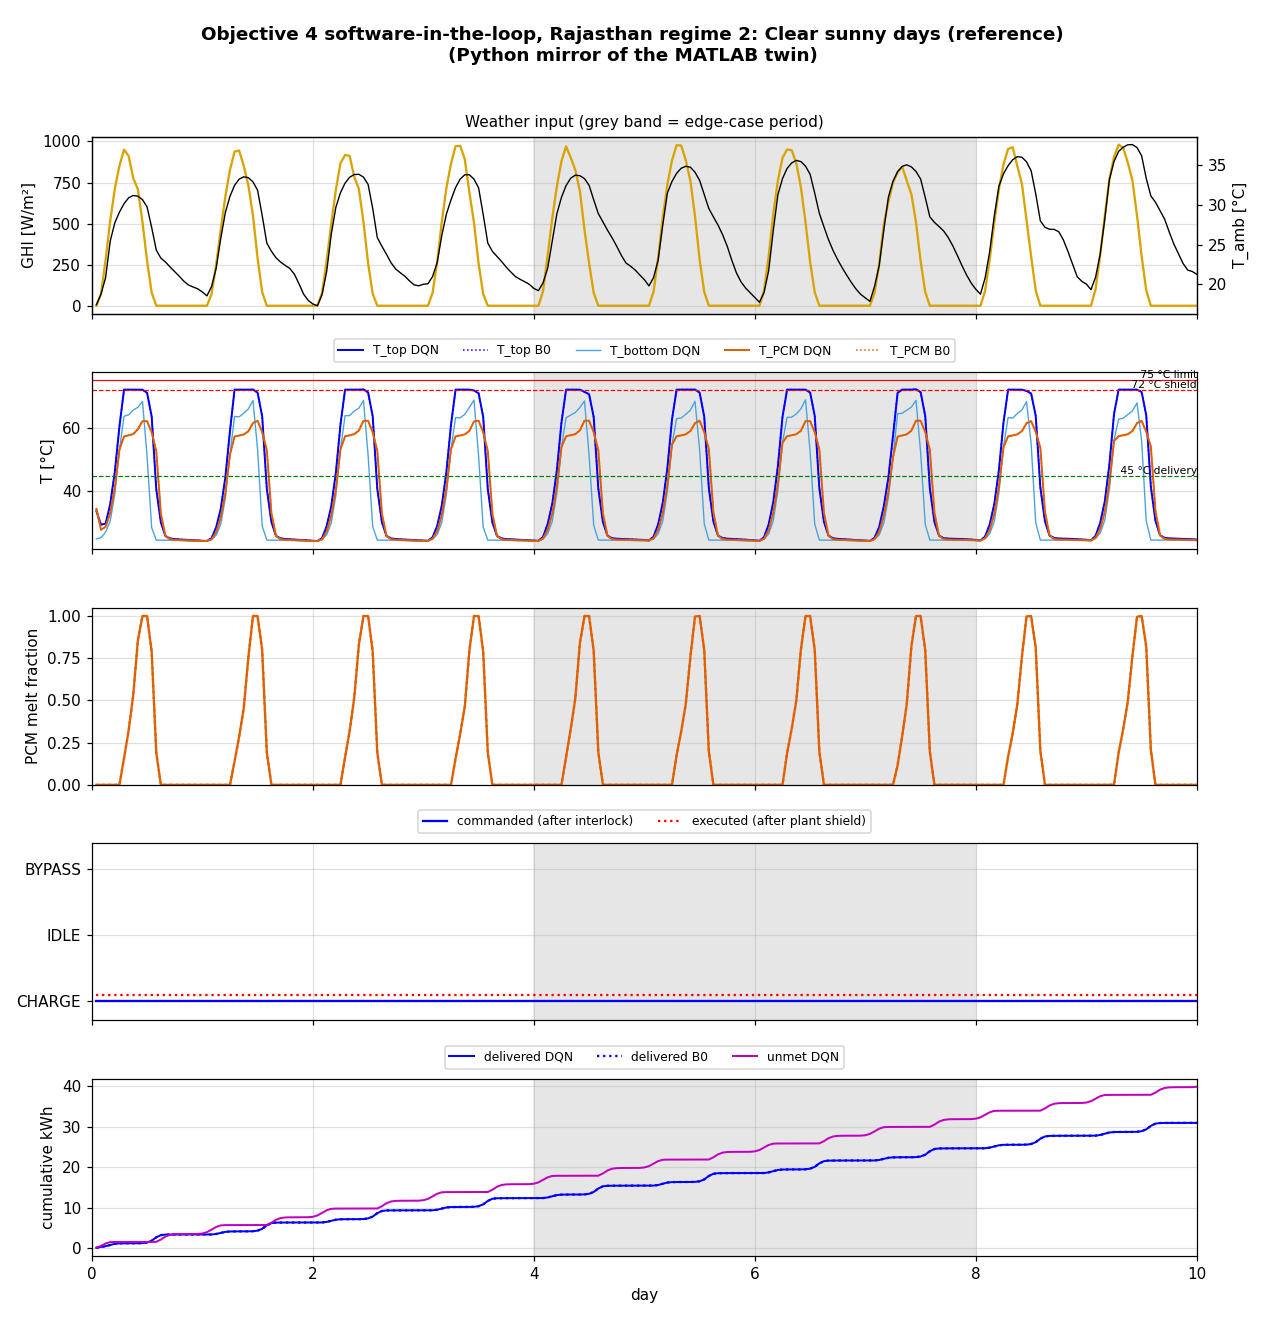 Objective 4 software-in-the-loop, Rajasthan regime 2: Clear sunny days (reference)
(Python mirror of the MATLAB twin)
Weather input (grey band = edge-case period)
1000
750
500
250
0
GHI [W/m²]
35
30
25
20
T_amb [°C]
T_top DQN
T_top B0
T_bottom DQN
T_PCM DQN
T_PCM B0
75 °C limit
72 °C shield
60
45 °C delivery
40
T [°C]
1.00
0.75
0.50
0.25
0.00
PCM melt fraction
commanded (after interlock)
executed (after plant shield)
BYPASS
IDLE
CHARGE
delivered DQN
delivered B0
unmet DQN
40
30
20
10
0
cumulative kWh
0
2
4
6
8
10
day